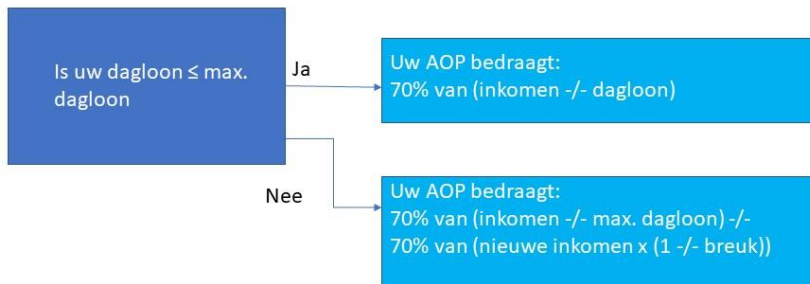 Is uw dagloon ≤ max.
dagloon
Ja
Uw AOP bedraagt:
70% van (inkomen -/- dagloon)
Nee
Uw AOP bedraagt:
70% van (inkomen -/- max. dagloon) -/-
70% van (nieuwe inkomen x (1 -/- breuk))